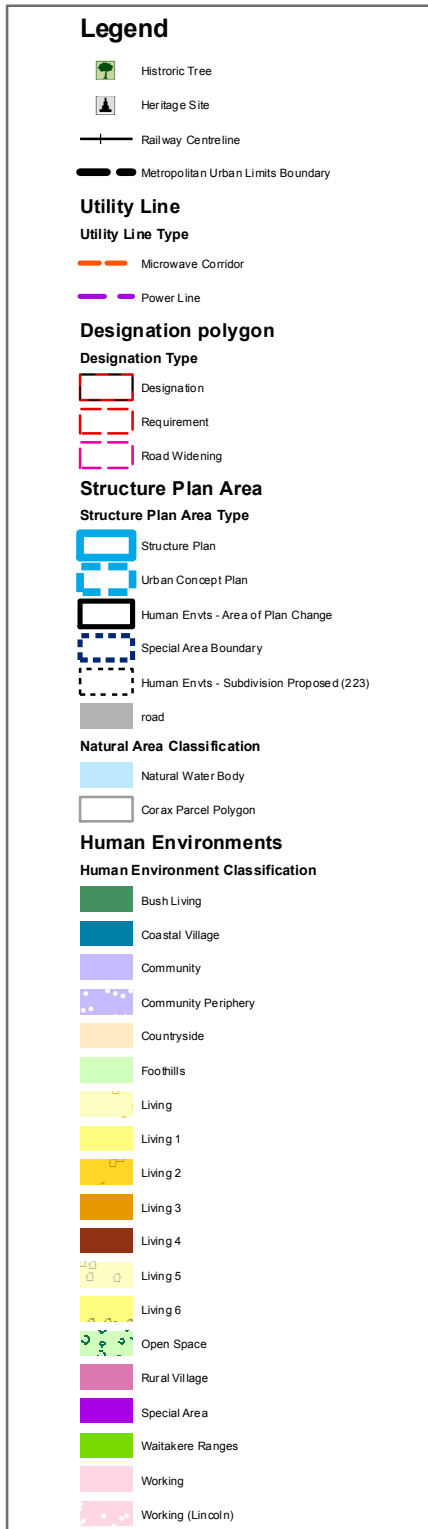 Legend
Histroric Tree
Heritage Site
Railway Centreline
Metropolitan Urban Limits Boundary
Utility Line
Utility Line Type
Microwave Corridor
Power Line
Designation polygon
Designation Type
Designation
Requirement
Road Widening
Structure Plan Area
Structure Plan Area Type
Structure Plan
Urban Concept Plan
Human Envts - Area of Plan Change
Special Area Boundary
Human Envts - Subdivision Proposed (223)
road
Natural Area Classification
Natural Water Body
Corax Parcel Polygon
Human Environments
Human Environment Classification
Bush Living
Coastal Village
Community
Community Periphery
Countryside
Foothills
Living
Living 1
Living 2
Living 3
Living 4
Living 5
Living 6
Open Space
Rural Village
Special Area
Waitakere Ranges
Working
Working (Lincoln)